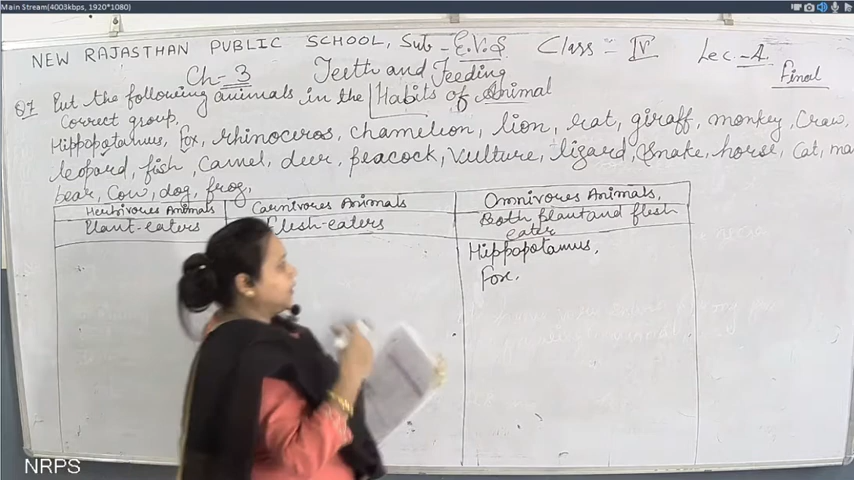 Main Stream(4003kbps, 1920*1080)
NEW RAJASTHAN PUBLIC SCHOOL, Sub - E.V.S Class = IV Lec - 4
Final
Ch - 3 Teeth and Feeding
Habits of Animal
Q7 Put the following animals in the
correct group,
Hippopotamus, Fox, rhinoceros, chamelion, lion, rat, giraff, monkey, Craw,
leopard, fish, Camel, deer, peacock, Vulture, lizard, Snake, horse, Cat, ma
bear, Cow, dog, frog,
Herbivores Animals Carnivores Animals Omnivores Animals,
Plant-eaters Flesh-eaters Both plant and flesh
eater
Hippopotamus,
Fox,
NRPS